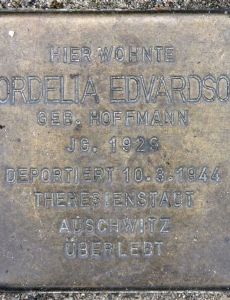 HIER WOHNTE
ORDELIA EDVARDSO
GEB. HOFFMANN
JG. 1929
DEPORTIERT 10.3.1944
THERESIENSTADT
AUSCHWITZ
ÜBERLEBT